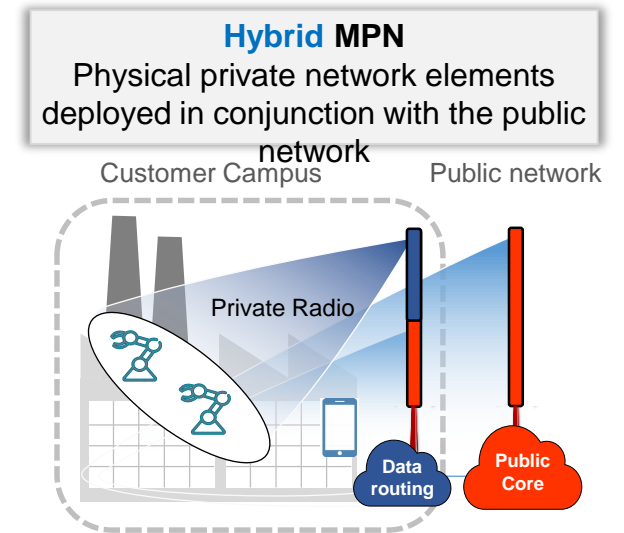 Hybrid MPN
Physical private network elements
deployed in conjunction with the public
network
Customer Campus
Public network
Private Radio
Data
routing
Public
Core